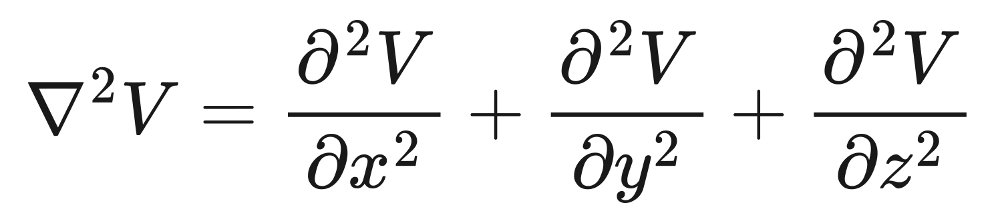 ∇²V = ∂²V/∂x² + ∂²V/∂y² + ∂²V/∂z²